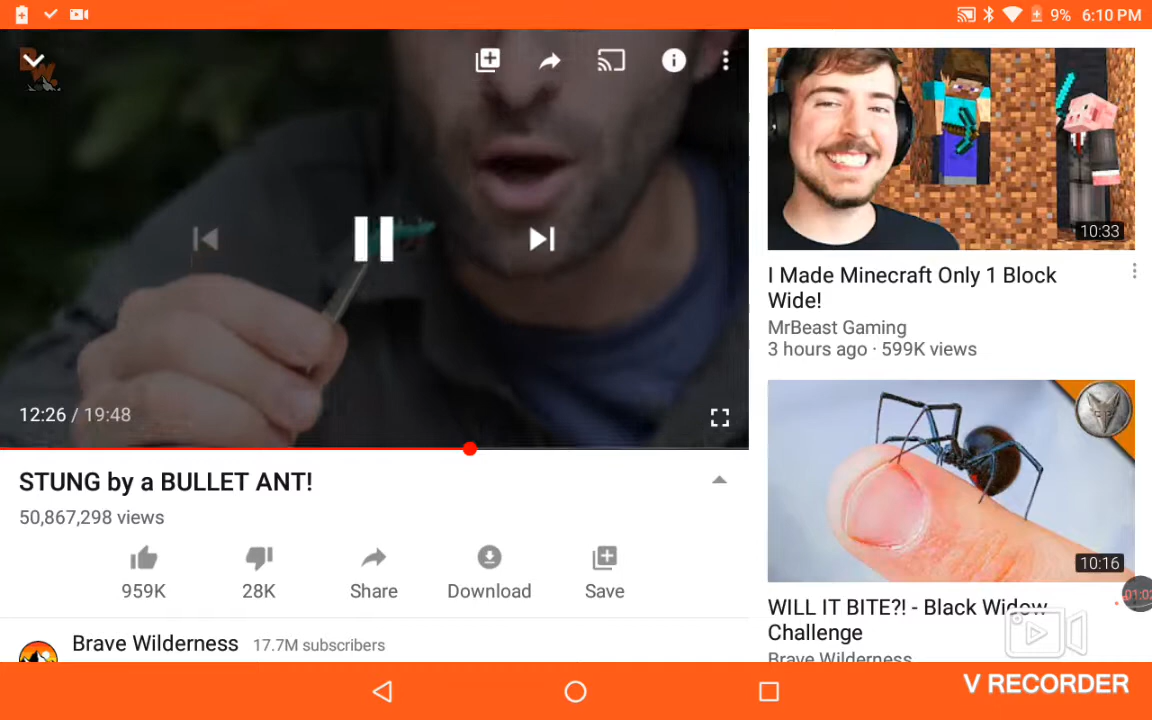 9% 6:10 PM
12:26 / 19:48
STUNG by a BULLET ANT!
50,867,298 views
959K
28K
Share
Download
Save
Brave Wilderness 17.7M subscribers
10:33
I Made Minecraft Only 1 Block
Wide!
MrBeast Gaming
3 hours ago · 599K views
10:16
WILL IT BITE?! - Black Widow
Challenge
Brave Wilderness
01:02
V RECORDER